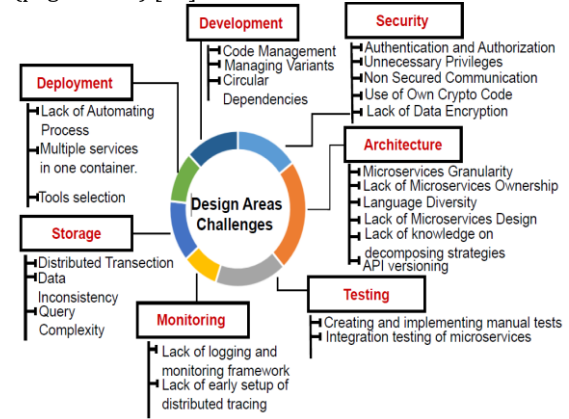 Development
Code Management
Managing Variants
Circular
Dependencies
Security
Authentication and Authorization
Unnecessary Privileges
Non Secured Communication
Use of Own Crypto Code
Lack of Data Encryption
Deployment
Lack of Automating
Process
Multiple services
in one container.
Tools selection
Architecture
Microservices Granularity
Lack of Microservices Ownership
Language Diversity
Lack of Microservices Design
Lack of knowledge on
decomposing strategies
API versioning
Design Areas
Challenges
Storage
Distributed Transection
Data
Inconsistency
Query
Complexity
Testing
Creating and implementing manual tests
Integration testing of microservices
Monitoring
Lack of logging and
monitoring framework
Lack of early setup of
distributed tracing